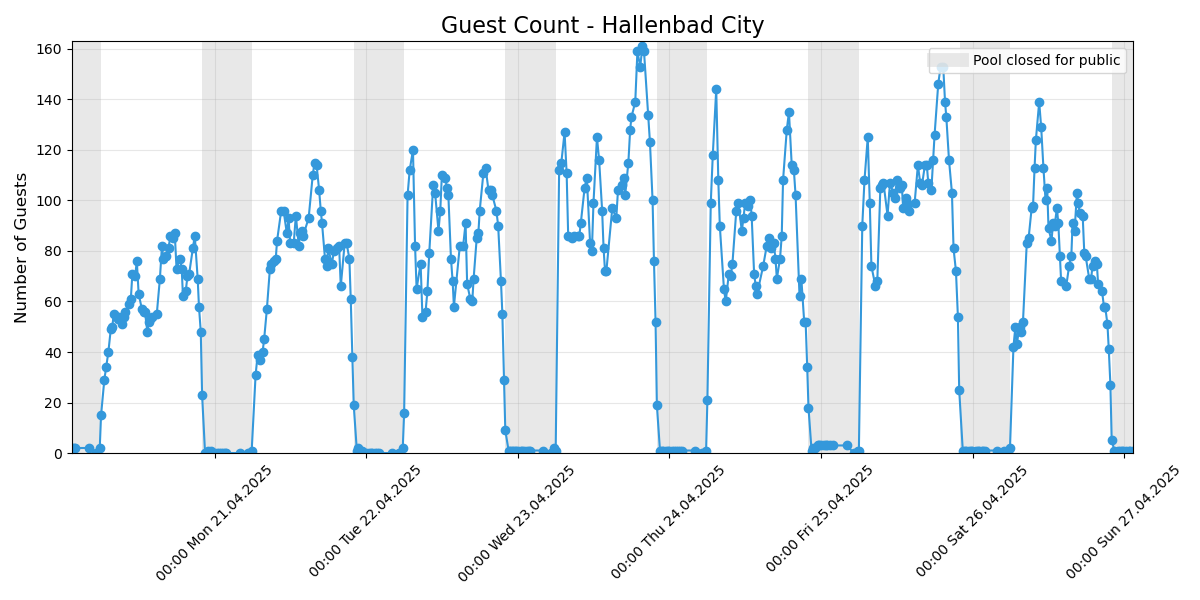 Guest Count - Hallenbad City
Pool closed for public
Number of Guests
160
140
120
100
80
60
40
20
0
00:00 Mon 21.04.2025
00:00 Tue 22.04.2025
00:00 Wed 23.04.2025
00:00 Thu 24.04.2025
00:00 Fri 25.04.2025
00:00 Sat 26.04.2025
00:00 Sun 27.04.2025